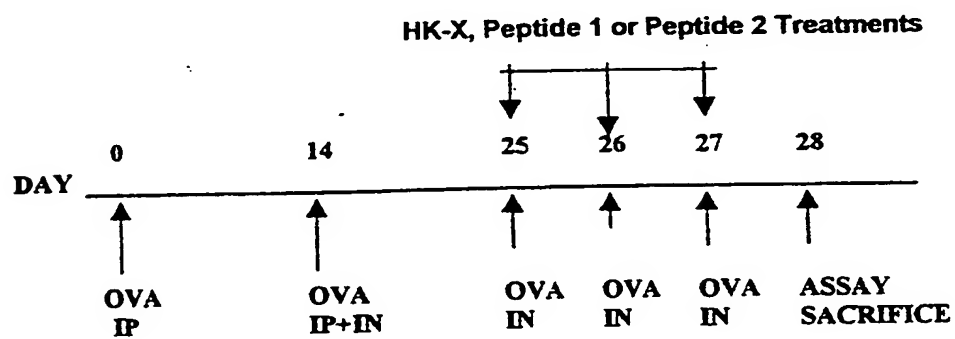 HK-X, Peptide 1 or Peptide 2 Treatments
0 14 25 26 27 28
DAY
OVA OVA OVA OVA OVA ASSAY
IP IP+IN IN IN IN SACRIFICE